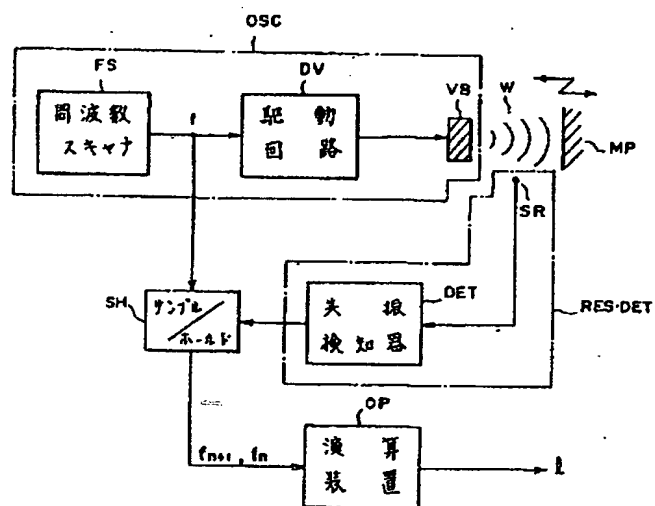 OSC
FS
DV
VB
W
周波数
スキャナ
f
駆動
回路
MP
SR
SH
サンプル
ホールド
DET
失振
検知器
RES·DET
OP
fn+1, fn
演算
装置
l